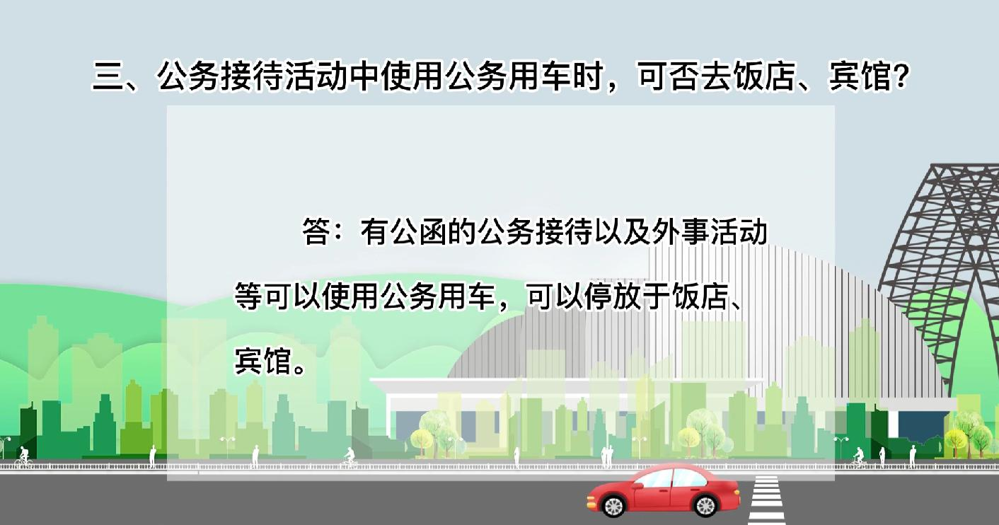 三、公务接待活动中使用公务用车时，可否去饭店、宾馆?
答：有公函的公务接待以及外事活动
等可以使用公务用车，可以停放于饭店、
宾馆。